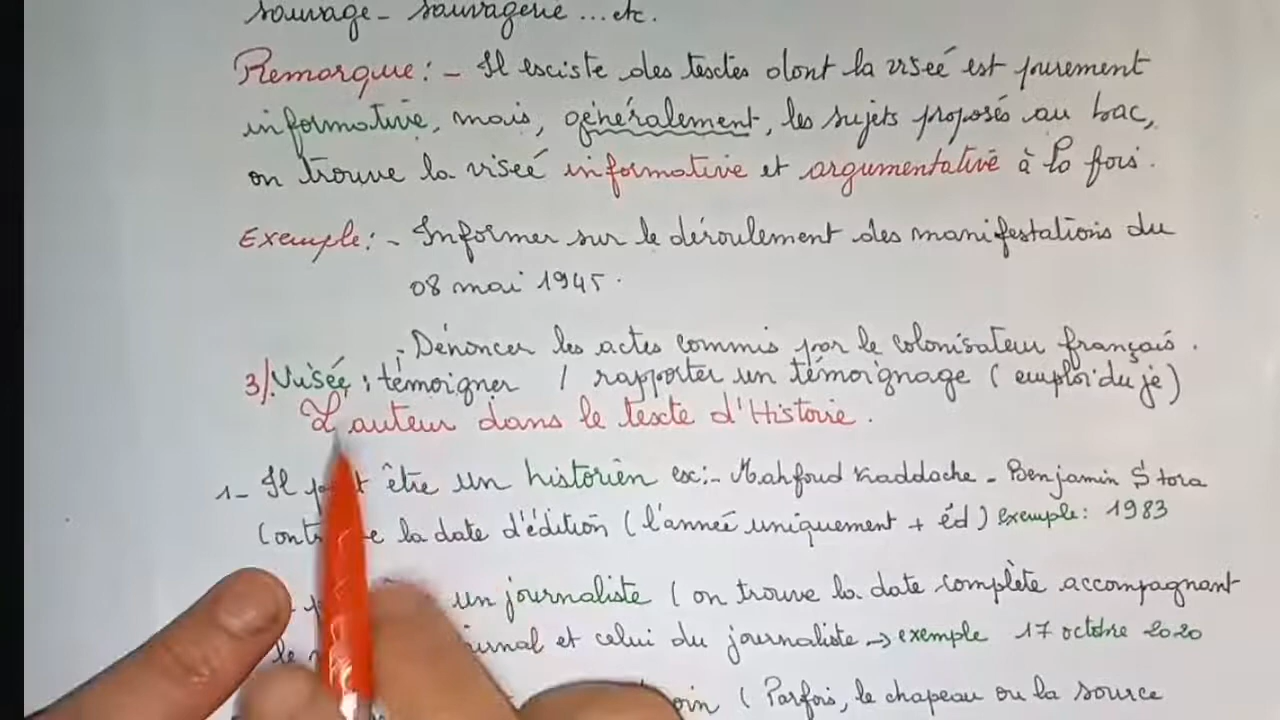 sauvage - sauvagerie ... etc.
Remarque : - Il existe des textes dont la viseé est purement
informative, mais, généralement, les sujets proposés au bac,
on trouve la viseé informative et argumentative à la fois.
Exemple : - Informer sur le déroulement des manifestations du
08 mai 1945.
- Dénoncer les actes commis par le colonisateur français.
3/ Viseé : témoigner / rapporter un témoignage ( emploi du je )
L'auteur dans le texte d'Histoire.
1- Il peut être un historien ex :- Mahfoud Kaddache - Benjamin Stora
( on la date d'édition ( l'année uniquement + éd ) exemple : 1983
un journaliste ( on trouve la date complète accompagnant
et celui du journaliste → exemple 17 octobre 2020
( Parfois, le chapeau ou la source